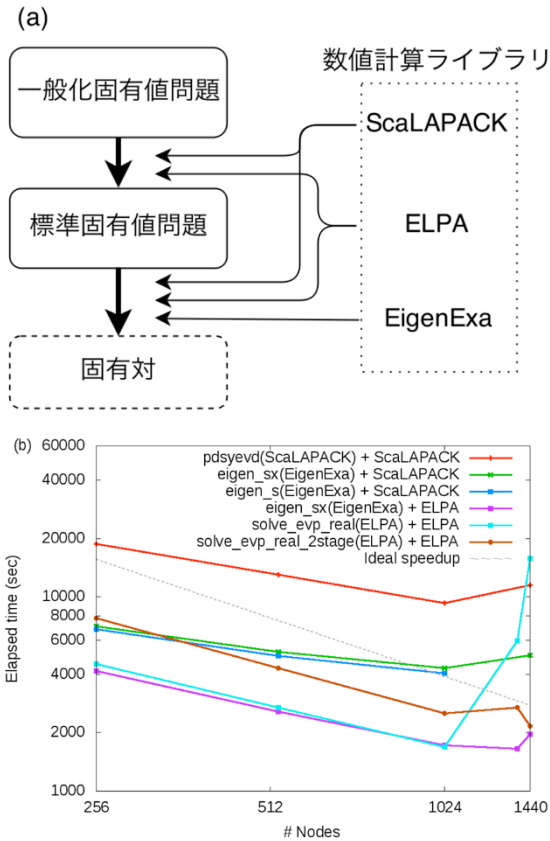 (a)
一般化固有値問題
数値計算ライブラリ
ScaLAPACK
標準固有値問題
ELPA
EigenExa
固有対
(b)
60000
40000
20000
10000
8000
6000
4000
2000
1000
Elapsed time (sec)
pdsyevd(ScaLAPACK) + ScaLAPACK
eigen_sx(EigenExa) + ScaLAPACK
eigen_s(EigenExa) + ScaLAPACK
eigen_sx(EigenExa) + ELPA
solve_evp_real(ELPA) + ELPA
solve_evp_real_2stage(ELPA) + ELPA
Ideal speedup
256
512
1024
1440
# Nodes